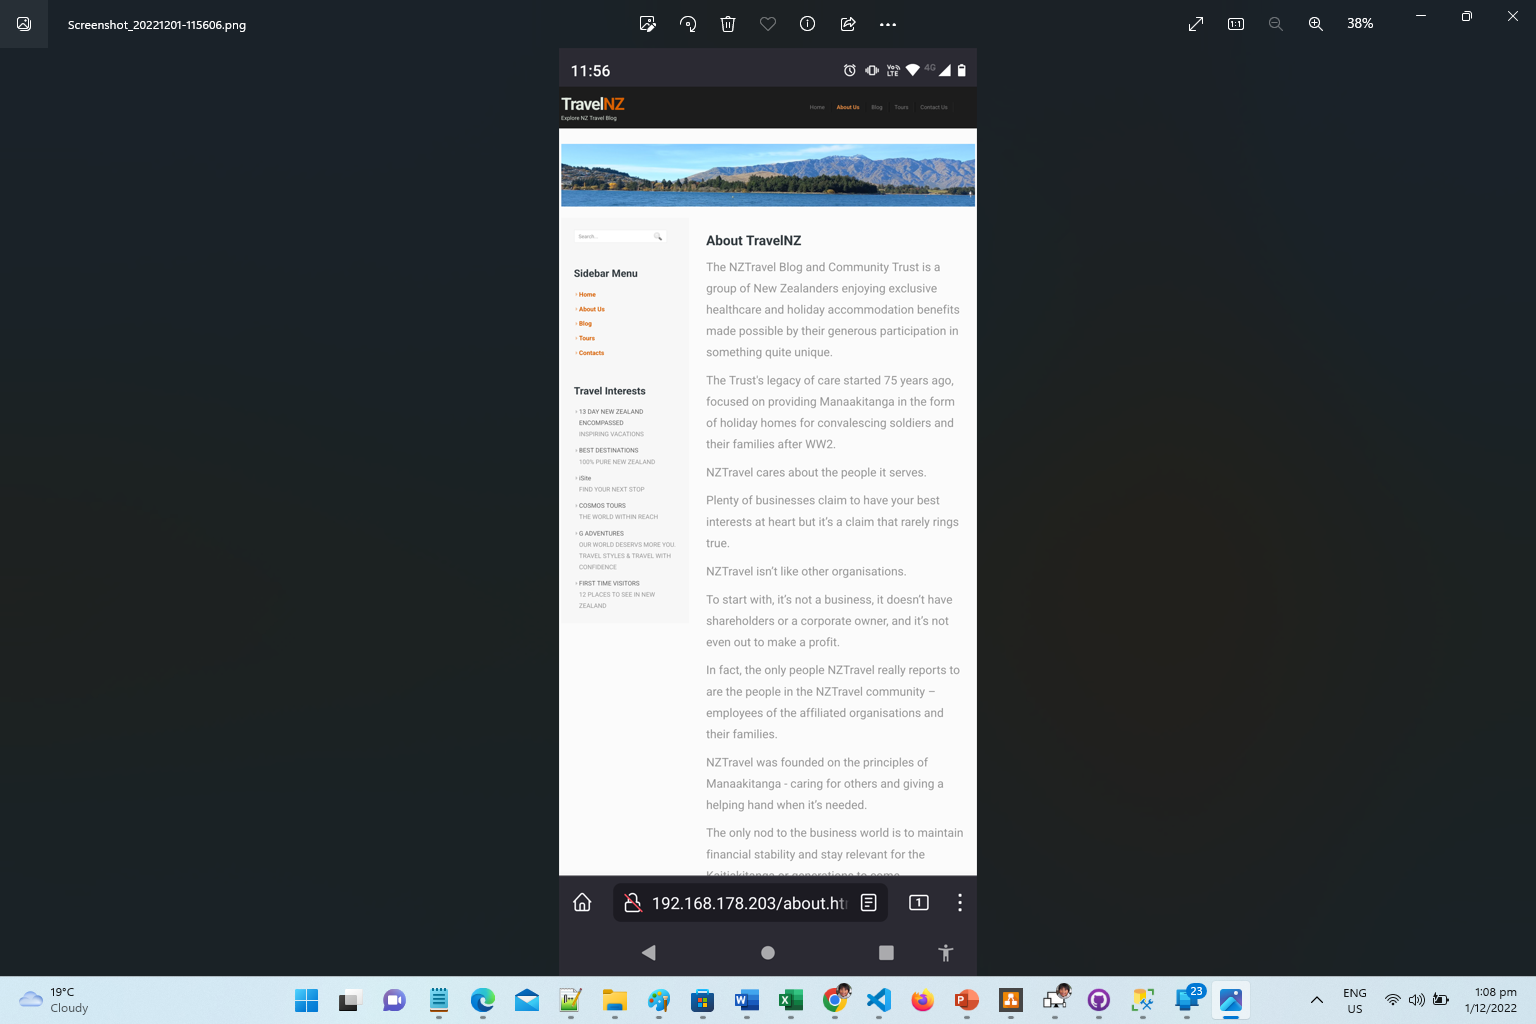 Screenshot_20221201-115606.png
38%
11:56
Vo
LTE
4G
TravelNZ
Explore NZ Travel Blog
Home
About Us
Blog
Tours
Contact Us
Search...
Sidebar Menu
Home
About Us
Blog
Tours
Contacts
Travel Interests
13 DAY NEW ZEALAND
ENCOMPASSED
INSPIRING VACATIONS
BEST DESTINATIONS
100% PURE NEW ZEALAND
iSite
FIND YOUR NEXT STOP
COSMOS TOURS
THE WORLD WITHIN REACH
G ADVENTURES
OUR WORLD DESERVS MORE YOU
TRAVEL STYLES & TRAVEL WITH
CONFIDENCE
FIRST TIME VISITORS
12 PLACES TO SEE IN NEW
ZEALAND
About TravelNZ
The NZTravel Blog and Community Trust is a
group of New Zealanders enjoying exclusive
healthcare and holiday accommodation benefits
made possible by their generous participation in
something quite unique.
The Trust's legacy of care started 75 years ago,
focused on providing Manaakitanga in the form
of holiday homes for convalescing soldiers and
their families after WW2.
NZTravel cares about the people it serves.
Plenty of businesses claim to have your best
interests at heart but it's a claim that rarely rings
true.
NZTravel isn't like other organisations.
To start with, it's not a business, it doesn't have
shareholders or a corporate owner, and it's not
even out to make a profit.
In fact, the only people NZTravel really reports to
are the people in the NZTravel community –
employees of the affiliated organisations and
their families.
NZTravel was founded on the principles of
Manaakitanga - caring for others and giving a
helping hand when it's needed.
The only nod to the business world is to maintain
financial stability and stay relevant for the
Kaitiakitanga or generations to come
192.168.178.203/about.ht
1
19°C
Cloudy
23
ENG
US
1:08 pm
1/12/2022